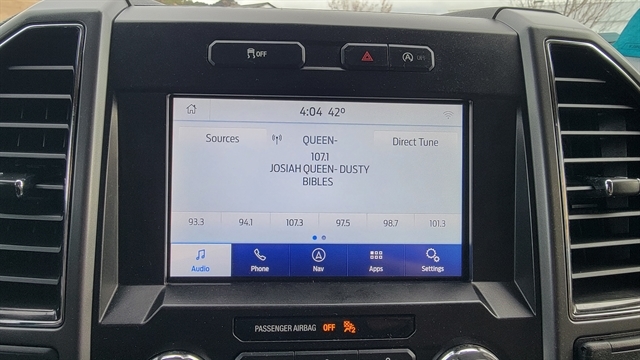 OFF
OFF
4:04 42°
Sources
QUEEN-
Direct Tune
107.1
JOSIAH QUEEN- DUSTY
BIBLES
93.3 94.1 107.3 97.5 98.7 101.3
Audio Phone Nav Apps Settings
PASSENGER AIRBAG OFF 2